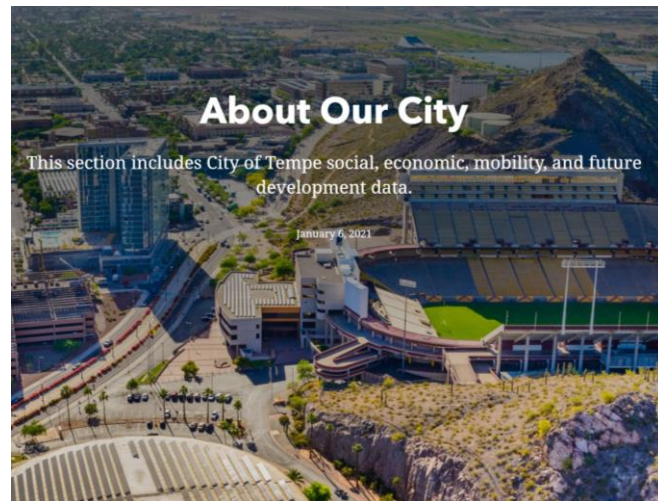 About Our City
This section includes City of Tempe social, economic, mobility, and future
development data.
January 6, 2021